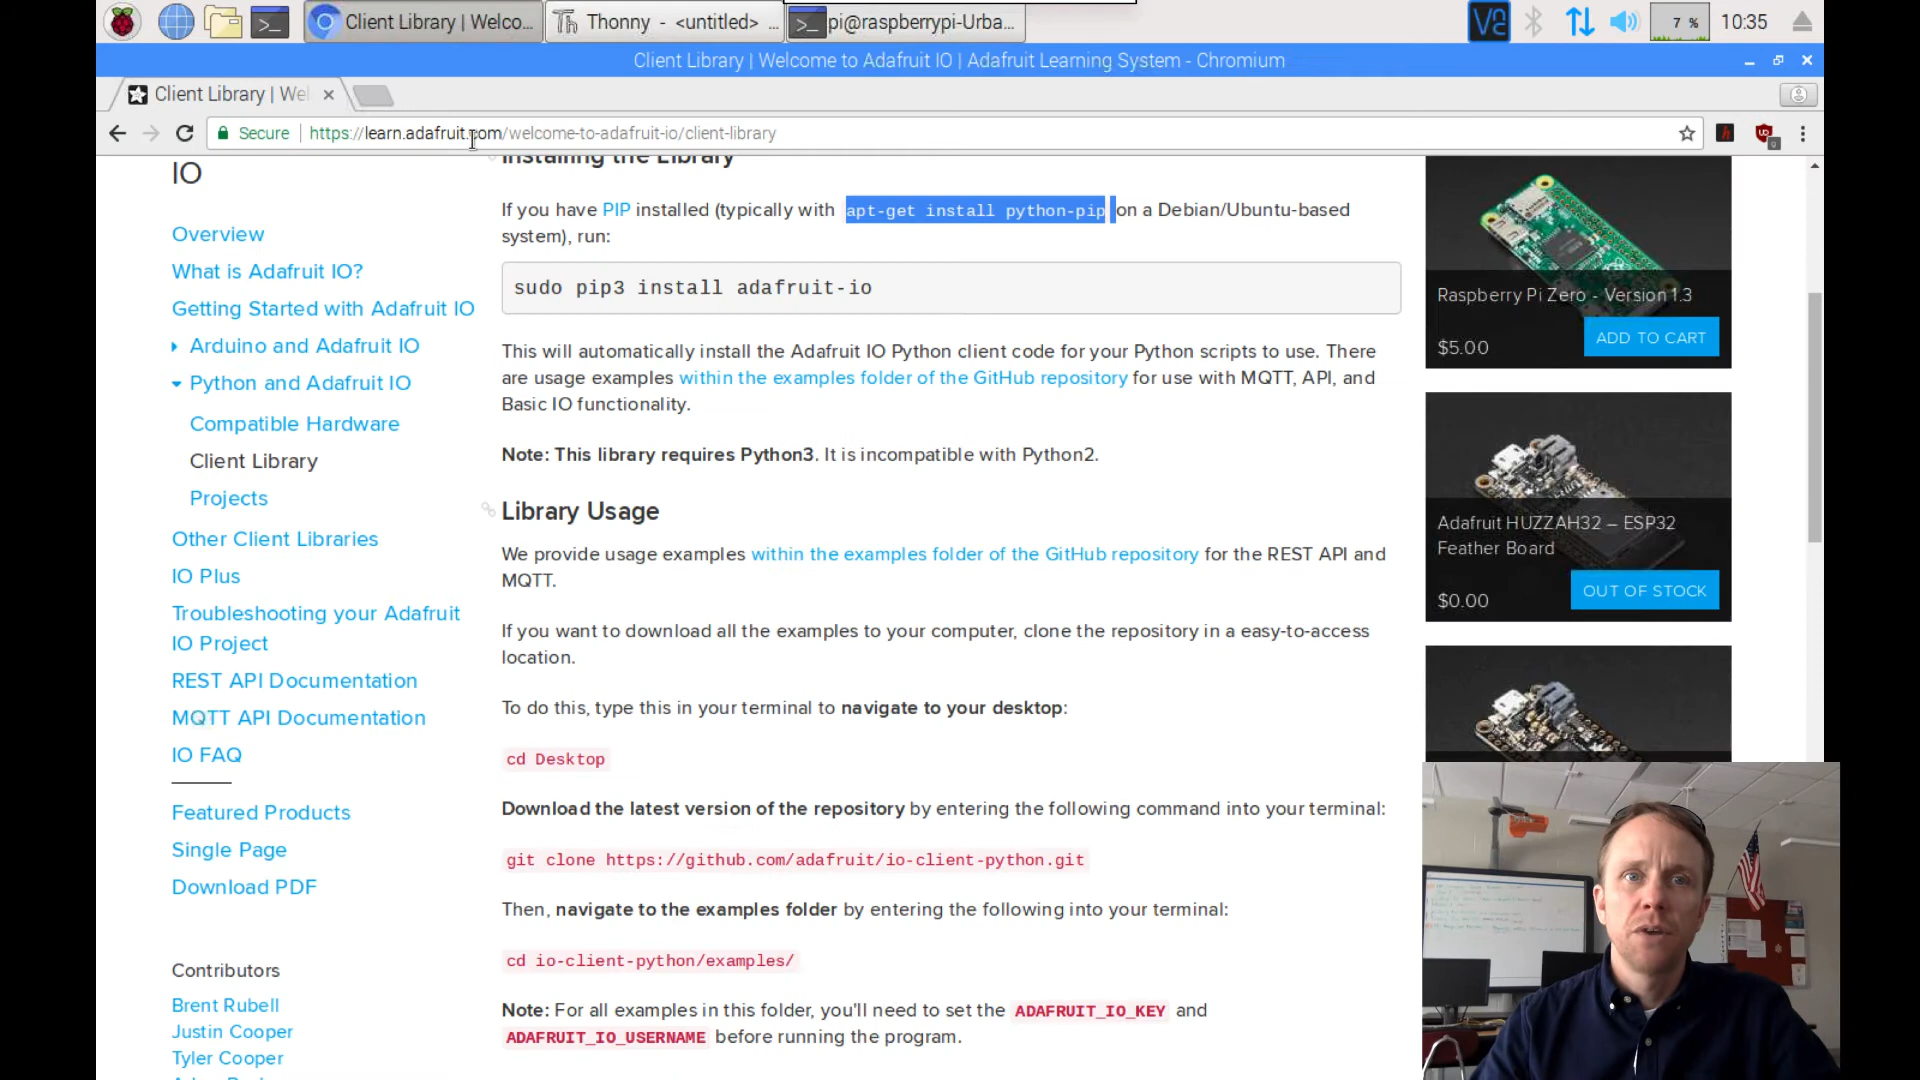 Client Library | Welco...
Thonny - <untitled> ...
pi@raspberrypi-Urba...
7 %
10:35
Client Library | Welcome to Adafruit IO | Adafruit Learning System - Chromium
Client Library | Wel
Secure
https://learn.adafruit.com/welcome-to-adafruit-io/client-library
IO
Overview
What is Adafruit IO?
Getting Started with Adafruit IO
Arduino and Adafruit IO
Python and Adafruit IO
Compatible Hardware
Client Library
Projects
Other Client Libraries
IO Plus
Troubleshooting your Adafruit
IO Project
REST API Documentation
MQTT API Documentation
IO FAQ
Featured Products
Single Page
Download PDF
Contributors
Brent Rubell
Justin Cooper
Tyler Cooper
Installing the Library
If you have PIP installed (typically with apt-get install python-pip on a Debian/Ubuntu-based
system), run:
sudo pip3 install adafruit-io
This will automatically install the Adafruit IO Python client code for your Python scripts to use. There
are usage examples within the examples folder of the GitHub repository for use with MQTT, API, and
Basic IO functionality.
Note: This library requires Python3. It is incompatible with Python2.
Library Usage
We provide usage examples within the examples folder of the GitHub repository for the REST API and
MQTT.
If you want to download all the examples to your computer, clone the repository in a easy-to-access
location.
To do this, type this in your terminal to navigate to your desktop:
cd Desktop
Download the latest version of the repository by entering the following command into your terminal:
git clone https://github.com/adafruit/io-client-python.git
Then, navigate to the examples folder by entering the following into your terminal:
cd io-client-python/examples/
Note: For all examples in this folder, you'll need to set the ADAFRUIT_IO_KEY and
ADAFRUIT_IO_USERNAME before running the program.
Raspberry Pi Zero - Version 1.3
$5.00
ADD TO CART
Adafruit HUZZAH32 – ESP32
Feather Board
$0.00
OUT OF STOCK